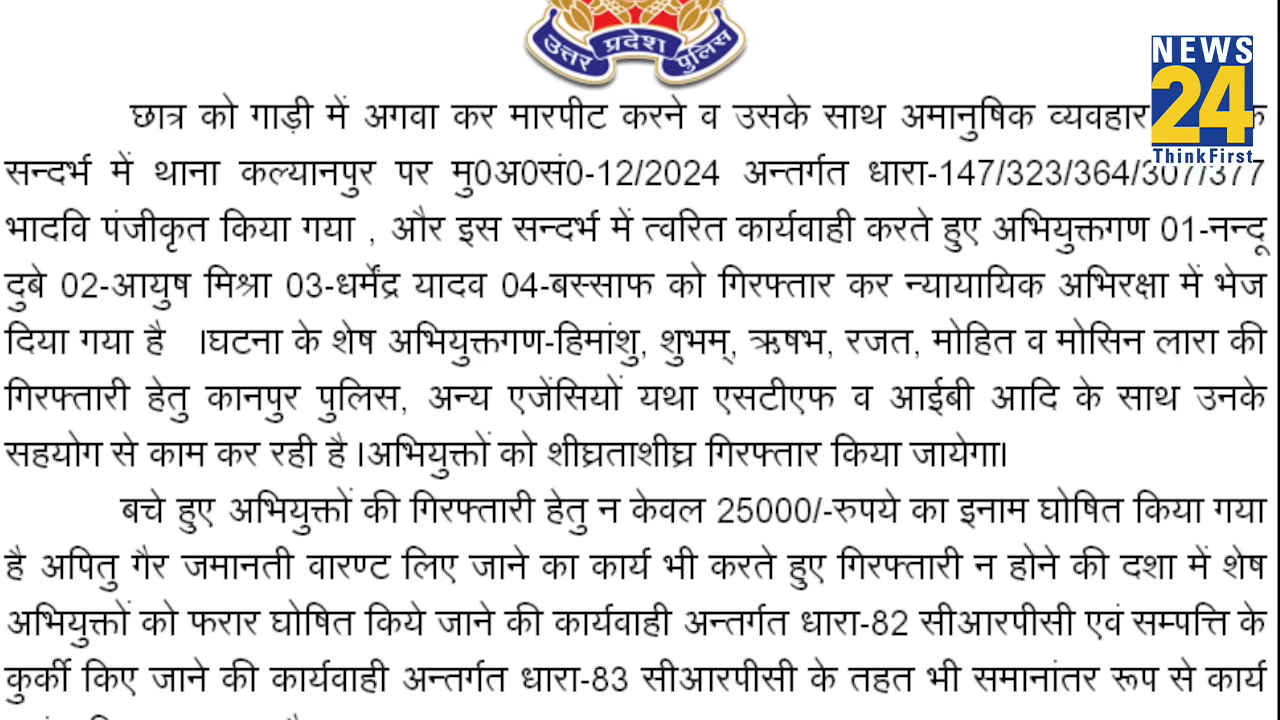 उत्तर प्रदेश पुलिस
NEWS
24
ThinkFirst
छात्र को गाड़ी में अगवा कर मारपीट करने व उसके साथ अमानुषिक व्यवहार
सन्दर्भ में थाना कल्यानपुर पर मु0अ0सं0-12/2024 अन्तर्गत धारा-147/323/364/307/377
भादवि पंजीकृत किया गया , और इस सन्दर्भ में त्वरित कार्यवाही करते हुए अभियुक्तगण 01-नन्दू
दुबे 02-आयुष मिश्रा 03-धर्मेंद्र यादव 04-बस्साफ को गिरफ्तार कर न्यायायिक अभिरक्षा में भेज
दिया गया है ।घटना के शेष अभियुक्तगण-हिमांशु, शुभम्, ऋषभ, रजत, मोहित व मोसिन लारा की
गिरफ्तारी हेतु कानपुर पुलिस, अन्य एजेंसियों यथा एसटीएफ व आईबी आदि के साथ उनके
सहयोग से काम कर रही है ।अभियुक्तों को शीघ्रताशीघ्र गिरफ्तार किया जायेगा।
बचे हुए अभियुक्तों की गिरफ्तारी हेतु न केवल 25000/-रुपये का इनाम घोषित किया गया
है अपितु गैर जमानती वारण्ट लिए जाने का कार्य भी करते हुए गिरफ्तारी न होने की दशा में शेष
अभियुक्तों को फरार घोषित किये जाने की कार्यवाही अन्तर्गत धारा-82 सीआरपीसी एवं सम्पत्ति के
कुर्की किए जाने की कार्यवाही अन्तर्गत धारा-83 सीआरपीसी के तहत भी समानांतर रूप से कार्य